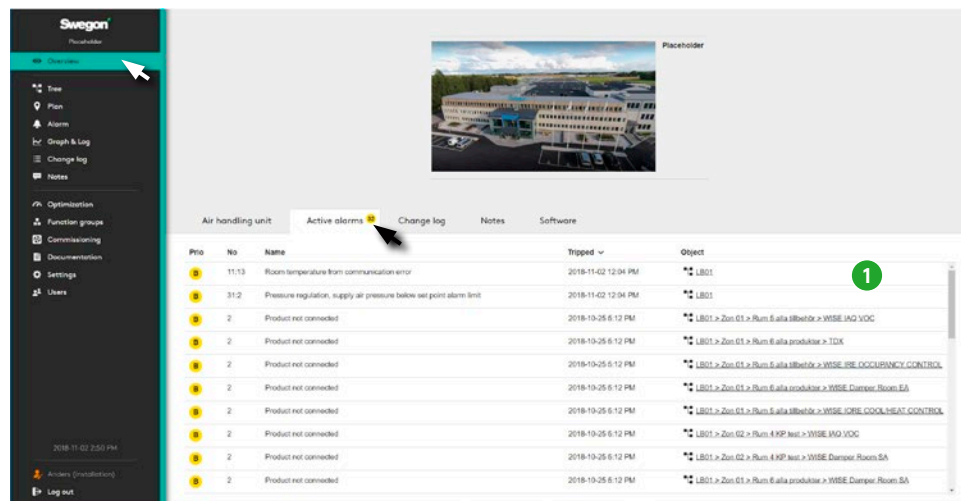 Swegon
Placeholder
Overview
Tree
Plan
Alarm
Graph & Log
Change log
Notes
Optimization
Function groups
Commissioning
Documentation
Settings
Users
2018-11-02 2:50 PM
Anders (Installation)
Log out
Placeholder
Air handling unit Active alarms Change log Notes Software
Prio No Name Tripped Object
B 11:13 Room temperature from communication error 2018-11-02 12:04 PM LB01
1
B 31:2 Pressure regulation, supply air pressure below set point alarm limit 2018-11-02 12:04 PM LB01
B 2 Product not connected 2018-10-25 6:12 PM LB01 > Zon 01 > Rum 5 alla tillbehör > WISE IAQ VOC
B 2 Product not connected 2018-10-25 6:12 PM LB01 > Zon 01 > Rum 6 alla produkter > TDX
B 2 Product not connected 2018-10-25 6:12 PM LB01 > Zon 01 > Rum 5 alla tillbehör > WISE IRE OCCUPANCY CONTROL
B 2 Product not connected 2018-10-25 6:12 PM LB01 > Zon 01 > Rum 6 alla produkter > WISE Damper Room EA
B 2 Product not connected 2018-10-25 6:12 PM LB01 > Zon 01 > Rum 5 alla tillbehör > WISE IORE COOL/HEAT CONTROL
B 2 Product not connected 2018-10-25 6:12 PM LB01 > Zon 02 > Rum 4 KP test > WISE IAQ VOC
B 2 Product not connected 2018-10-25 6:12 PM LB01 > Zon 02 > Rum 4 KP test > WISE Damper Room SA
B 2 Product not connected 2018-10-25 6:12 PM LB01 > Zon 01 > Rum 6 alla produkter > WISE Damper Room SA